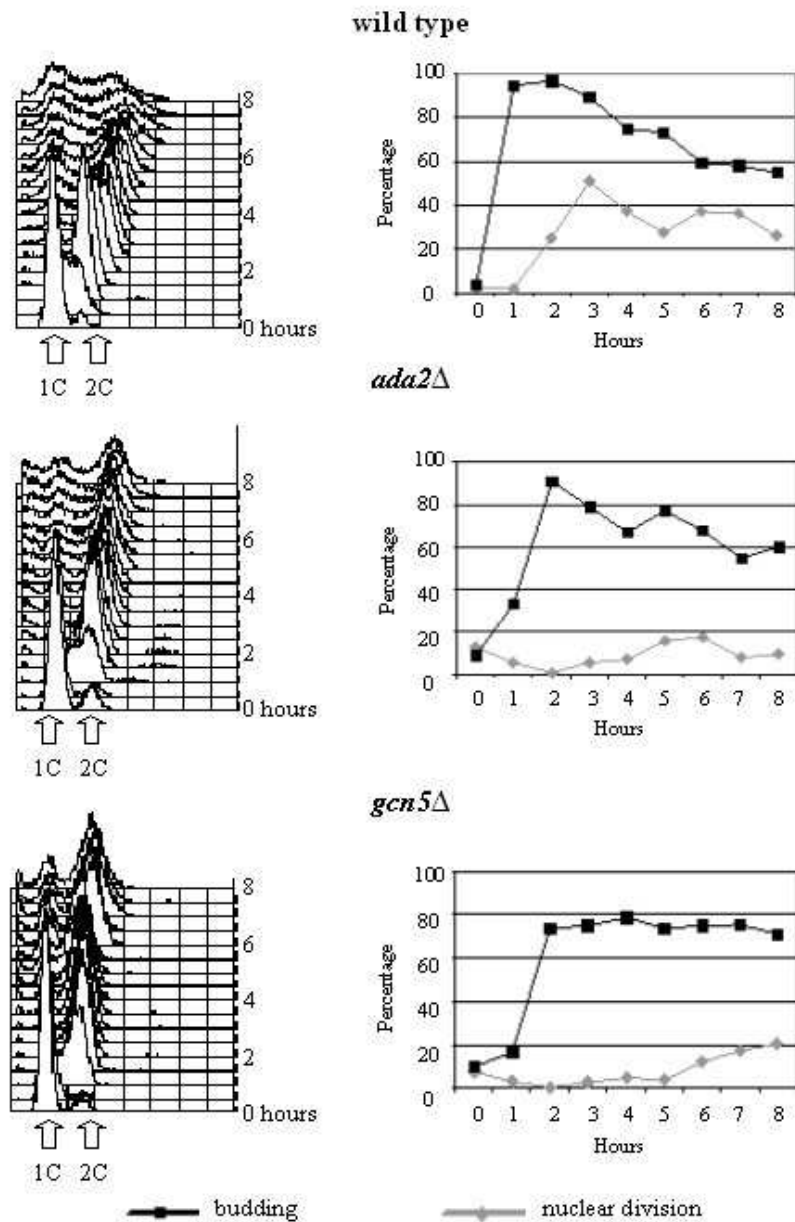 wild type
8
6
4
2
0 hours
1C 2C
100
80
60
40
20
0
Percentage
0 1 2 3 4 5 6 7 8
Hours
ada2Δ
8
6
4
2
0 hours
1C 2C
100
80
60
40
20
0
Percentage
0 1 2 3 4 5 6 7 8
Hours
gcn5Δ
8
6
4
2
0 hours
1C 2C
100
80
60
40
20
0
Percentage
0 1 2 3 4 5 6 7 8
Hours
budding nuclear division